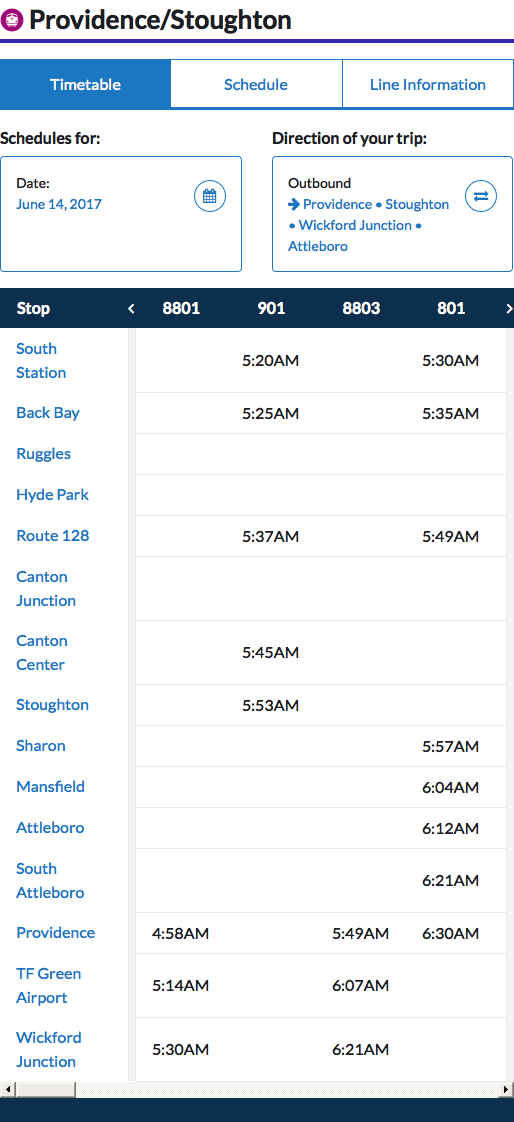 Providence/Stoughton
Timetable Schedule Line Information
Schedules for:
Date:
June 14, 2017
Direction of your trip:
Outbound
Providence • Stoughton
• Wickford Junction •
Attleboro
Stop 8801 901 8803 801
South
Station 5:20AM 5:30AM
Back Bay 5:25AM 5:35AM
Ruggles
Hyde Park
Route 128 5:37AM 5:49AM
Canton
Junction
Canton
Center 5:45AM
Stoughton 5:53AM
Sharon 5:57AM
Mansfield 6:04AM
Attleboro 6:12AM
South
Attleboro 6:21AM
Providence 4:58AM 5:49AM 6:30AM
TF Green
Airport 5:14AM 6:07AM
Wickford
Junction 5:30AM 6:21AM